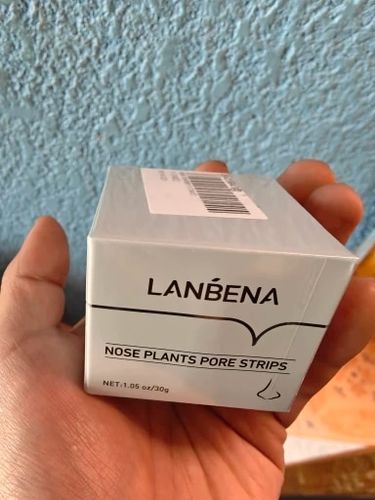 LANBENA
NOSE PLANTS PORE STRIPS
NET:1.05 oz/30g